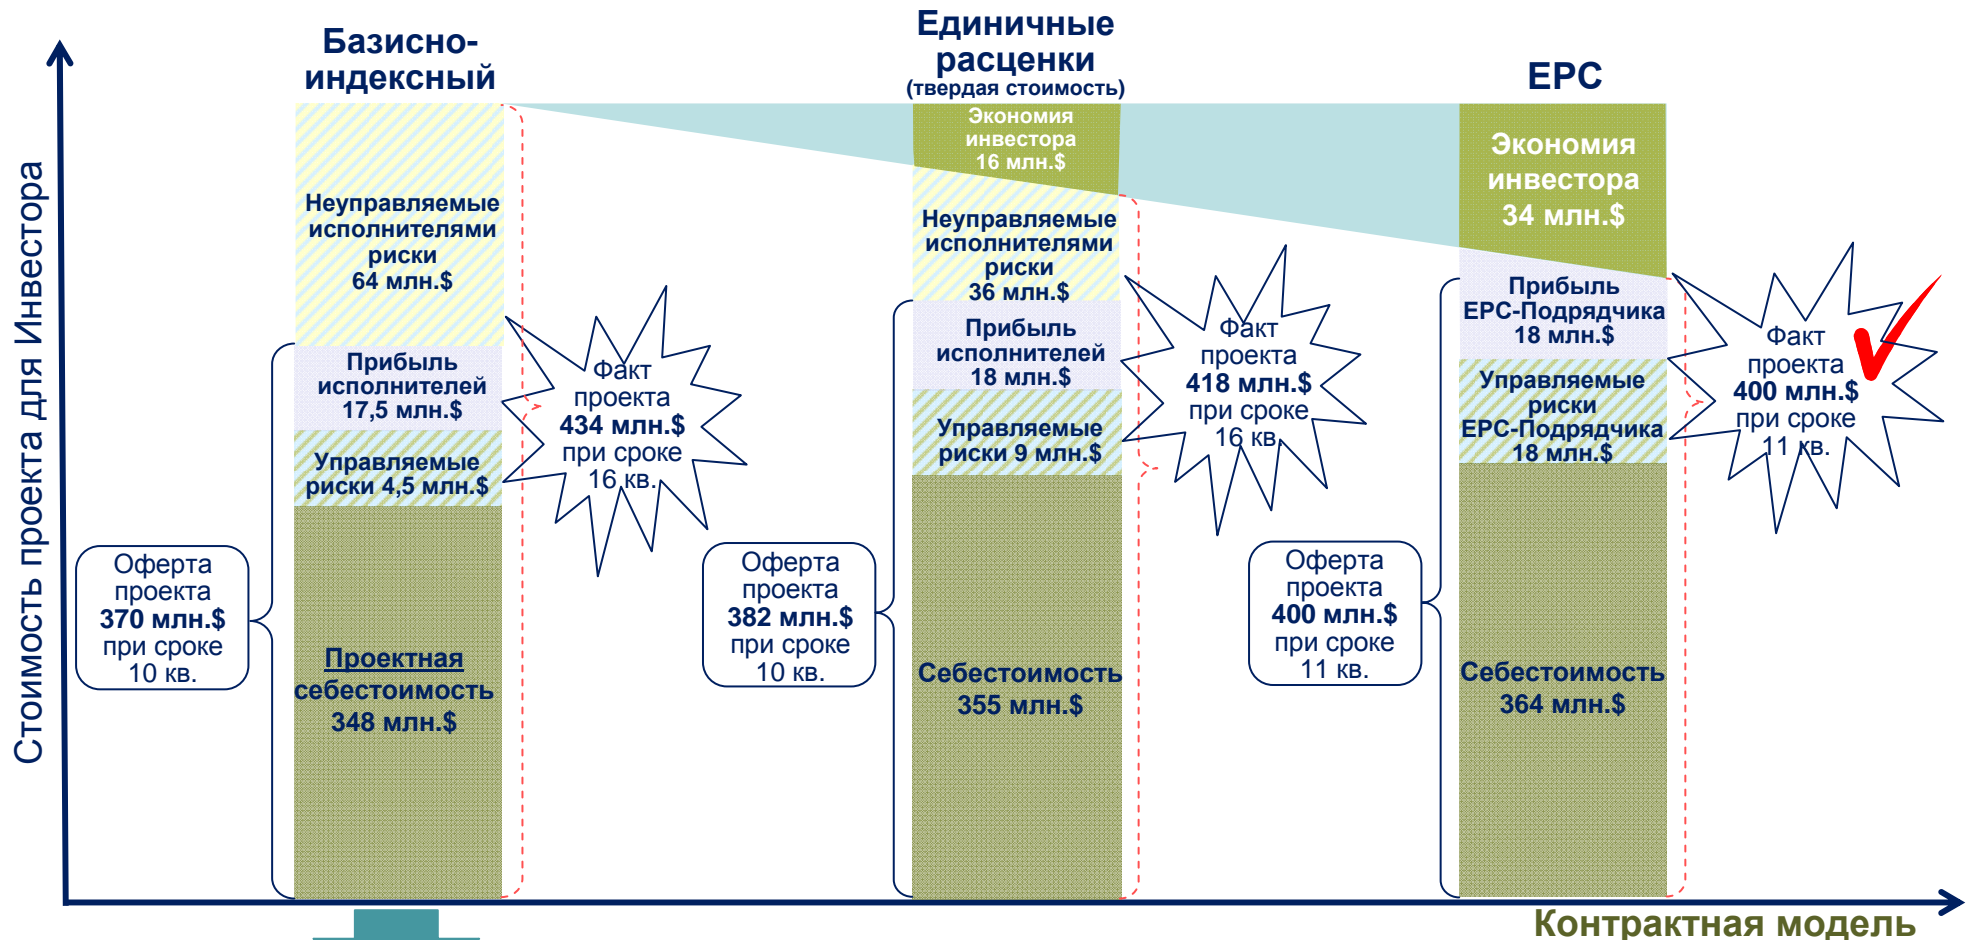 Стоимость проекта для Инвестора
Базисно-
индексный
Неуправляемые
исполнителями
риски
64 млн.$
Прибыль
исполнителей
17,5 млн.$
Управляемые
риски 4,5 млн.$
Проектная
себестоимость
348 млн.$
Оферта
проекта
370 млн.$
при сроке
10 кв.
Факт
проекта
434 млн.$
при сроке
16 кв.
Единичные
расценки
(твердая стоимость)
Экономия
инвестора
16 млн.$
Неуправляемые
исполнителями
риски
36 млн.$
Прибыль
исполнителей
18 млн.$
Управляемые
риски 9 млн.$
Себестоимость
355 млн.$
Оферта
проекта
382 млн.$
при сроке
10 кв.
Факт
проекта
418 млн.$
при сроке
16 кв.
EPC
Экономия
инвестора
34 млн.$
Прибыль
EPC-Подрядчика
18 млн.$
Управляемые
риски
EPC-Подрядчика
18 млн.$
Себестоимость
364 млн.$
Оферта
проекта
400 млн.$
при сроке
11 кв.
Факт
проекта
400 млн.$
при сроке
11 кв.
Контрактная модель